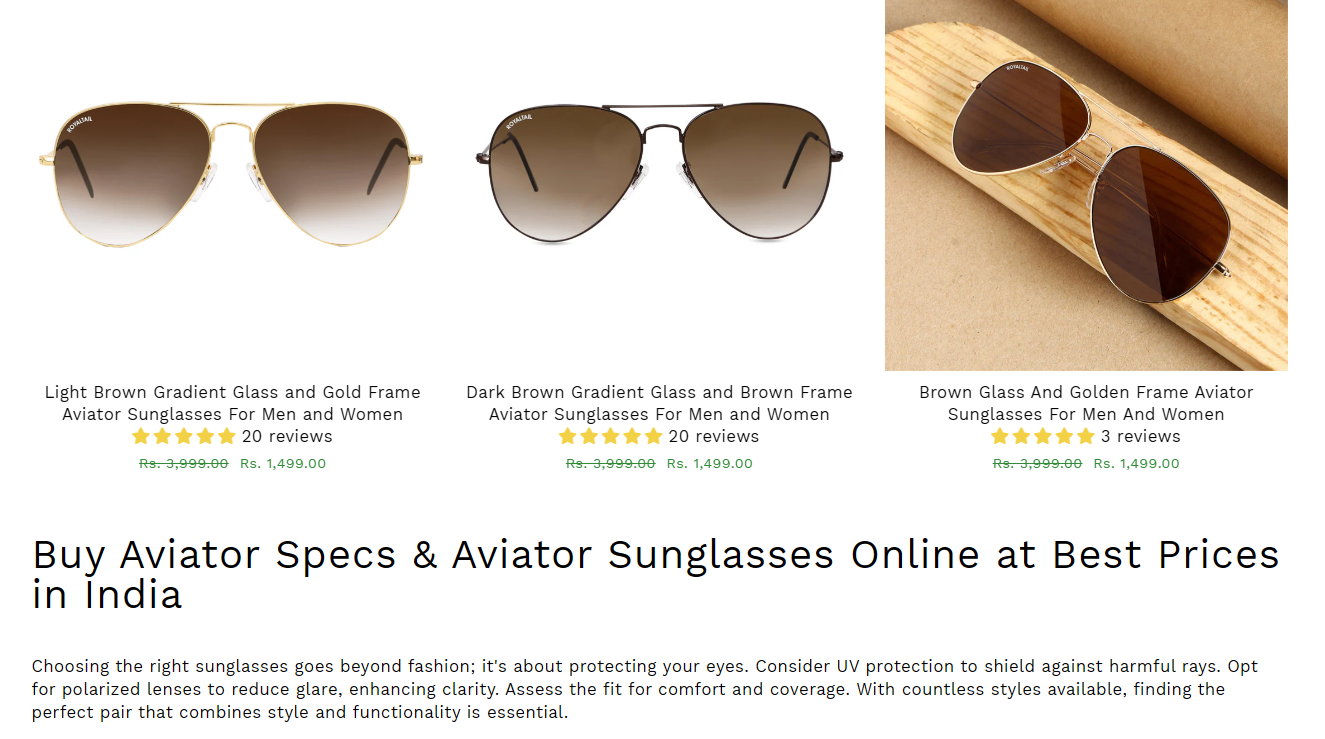 ROYALTAIL
ROYALTAIL
ROYALTAIL
Light Brown Gradient Glass and Gold Frame
Aviator Sunglasses For Men and Women
20 reviews
Rs. 3,999.00 Rs. 1,499.00
Dark Brown Gradient Glass and Brown Frame
Aviator Sunglasses For Men and Women
20 reviews
Rs. 3,999.00 Rs. 1,499.00
Brown Glass And Golden Frame Aviator
Sunglasses For Men And Women
3 reviews
Rs. 3,999.00 Rs. 1,499.00
Buy Aviator Specs & Aviator Sunglasses Online at Best Prices
in India
Choosing the right sunglasses goes beyond fashion; it's about protecting your eyes. Consider UV protection to shield against harmful rays. Opt
for polarized lenses to reduce glare, enhancing clarity. Assess the fit for comfort and coverage. With countless styles available, finding the
perfect pair that combines style and functionality is essential.